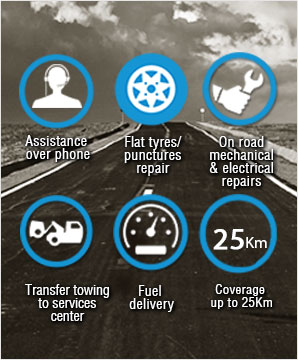 Assistance
over phone
Flat tyres/
punctures
repair
On road
mechanical
& electrical
repairs
Transfer towing
to services
center
Fuel
delivery
25Km
Coverage
up to 25Km